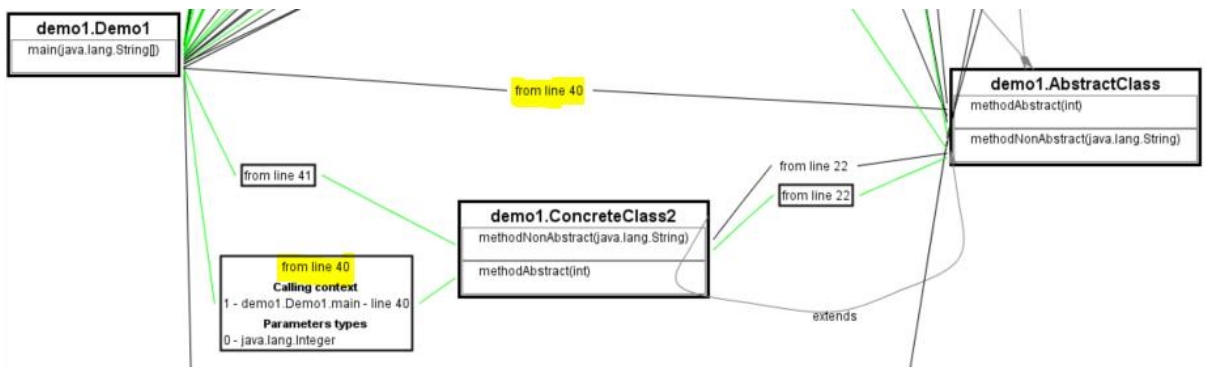 demo1.Demo1
main(java.lang.String[])
from line 40
demo1.AbstractClass
methodAbstract(int)
methodNonAbstract(java.lang.String)
from line 41
from line 22
from line 22
demo1.ConcreteClass2
methodNonAbstract(java.lang.String)
methodAbstract(int)
from line 40
Calling context
1 - demo1.Demo1.main - line 40
Parameters types
0 - java.lang.Integer
extends